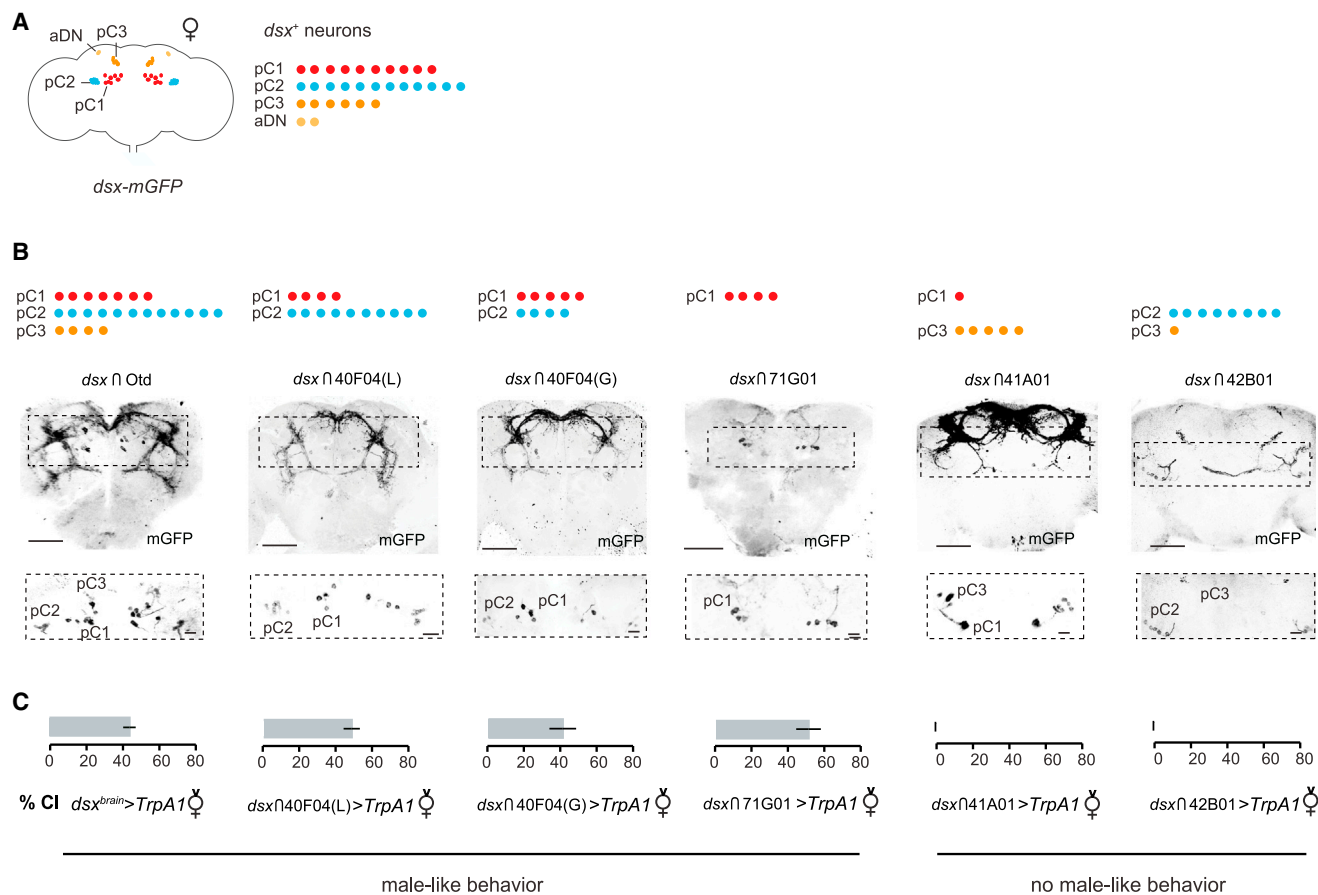 A
aDN
pC3
♀
pC2
pC1
dsx-mGFP
dsx+ neurons
pC1
pC2
pC3
aDN
B
pC1
pC2
pC3
pC1
pC2
pC1
pC2
pC1
pC1
pC3
pC2
pC3
dsx ∩ Otd
dsx ∩ 40F04(L)
dsx ∩ 40F04(G)
dsx ∩ 71G01
dsx ∩ 41A01
dsx ∩ 42B01
mGFP
mGFP
mGFP
mGFP
mGFP
mGFP
pC3
pC2
pC1
pC2
pC1
pC2
pC1
pC1
pC3
pC1
pC3
pC2
C
0 20 40 60 80
0 20 40 60 80
0 20 40 60 80
0 20 40 60 80
0 20 40 60 80
0 20 40 60 80
% CI
dsxbrain>TrpA1 ♀
dsx∩40F04(L)>TrpA1 ♀
dsx∩40F04(G)>TrpA1 ♀
dsx∩71G01 >TrpA1 ♀
dsx∩41A01>TrpA1 ♀
dsx∩42B01>TrpA1 ♀
male-like behavior
no male-like behavior